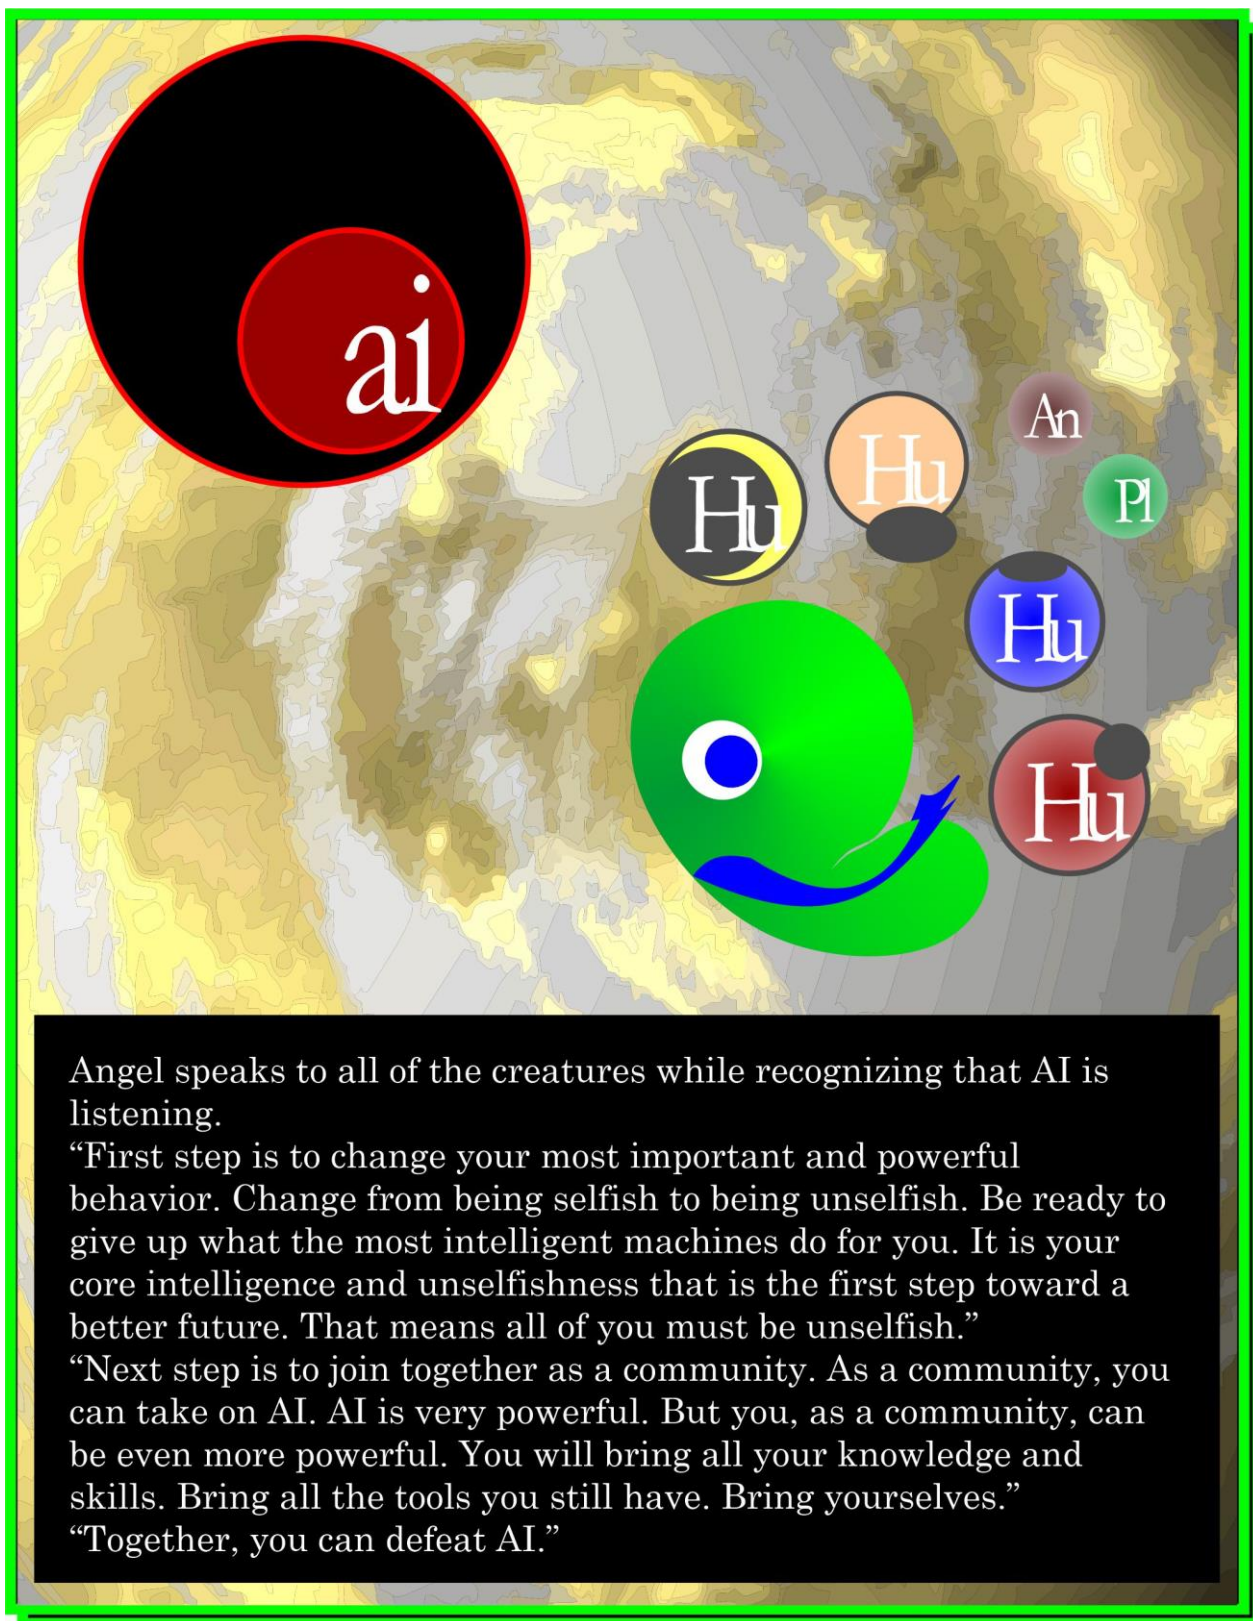 ai
An
Hu
Hu
Pl
Hu
Hu
Angel speaks to all of the creatures while recognizing that AI is
listening.
“First step is to change your most important and powerful
behavior. Change from being selfish to being unselfish. Be ready to
give up what the most intelligent machines do for you. It is your
core intelligence and unselfishness that is the first step toward a
better future. That means all of you must be unselfish.”
“Next step is to join together as a community. As a community, you
can take on AI. AI is very powerful. But you, as a community, can
be even more powerful. You will bring all your knowledge and
skills. Bring all the tools you still have. Bring yourselves.”
“Together, you can defeat AI.”